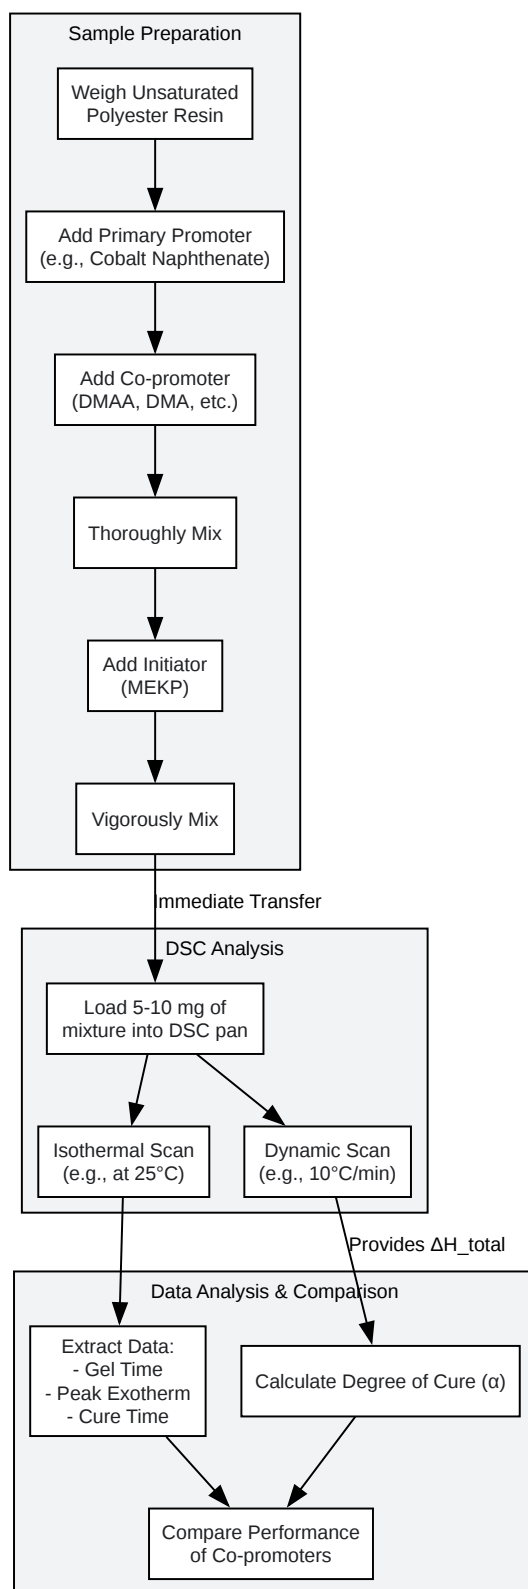 Sample Preparation
Weigh Unsaturated
Polyester Resin
Add Primary Promoter
(e.g., Cobalt Naphthenate)
Add Co-promoter
(DMAA, DMA, etc.)
Thoroughly Mix
Add Initiator
(MEKP)
Vigorously Mix
Immediate Transfer
DSC Analysis
Load 5-10 mg of
mixture into DSC pan
Isothermal Scan
(e.g., at 25°C)
Dynamic Scan
(e.g., 10°C/min)
Provides ΔH_total
Data Analysis & Comparison
Extract Data:
- Gel Time
- Peak Exotherm
- Cure Time
Calculate Degree of Cure (α)
Compare Performance
of Co-promoters